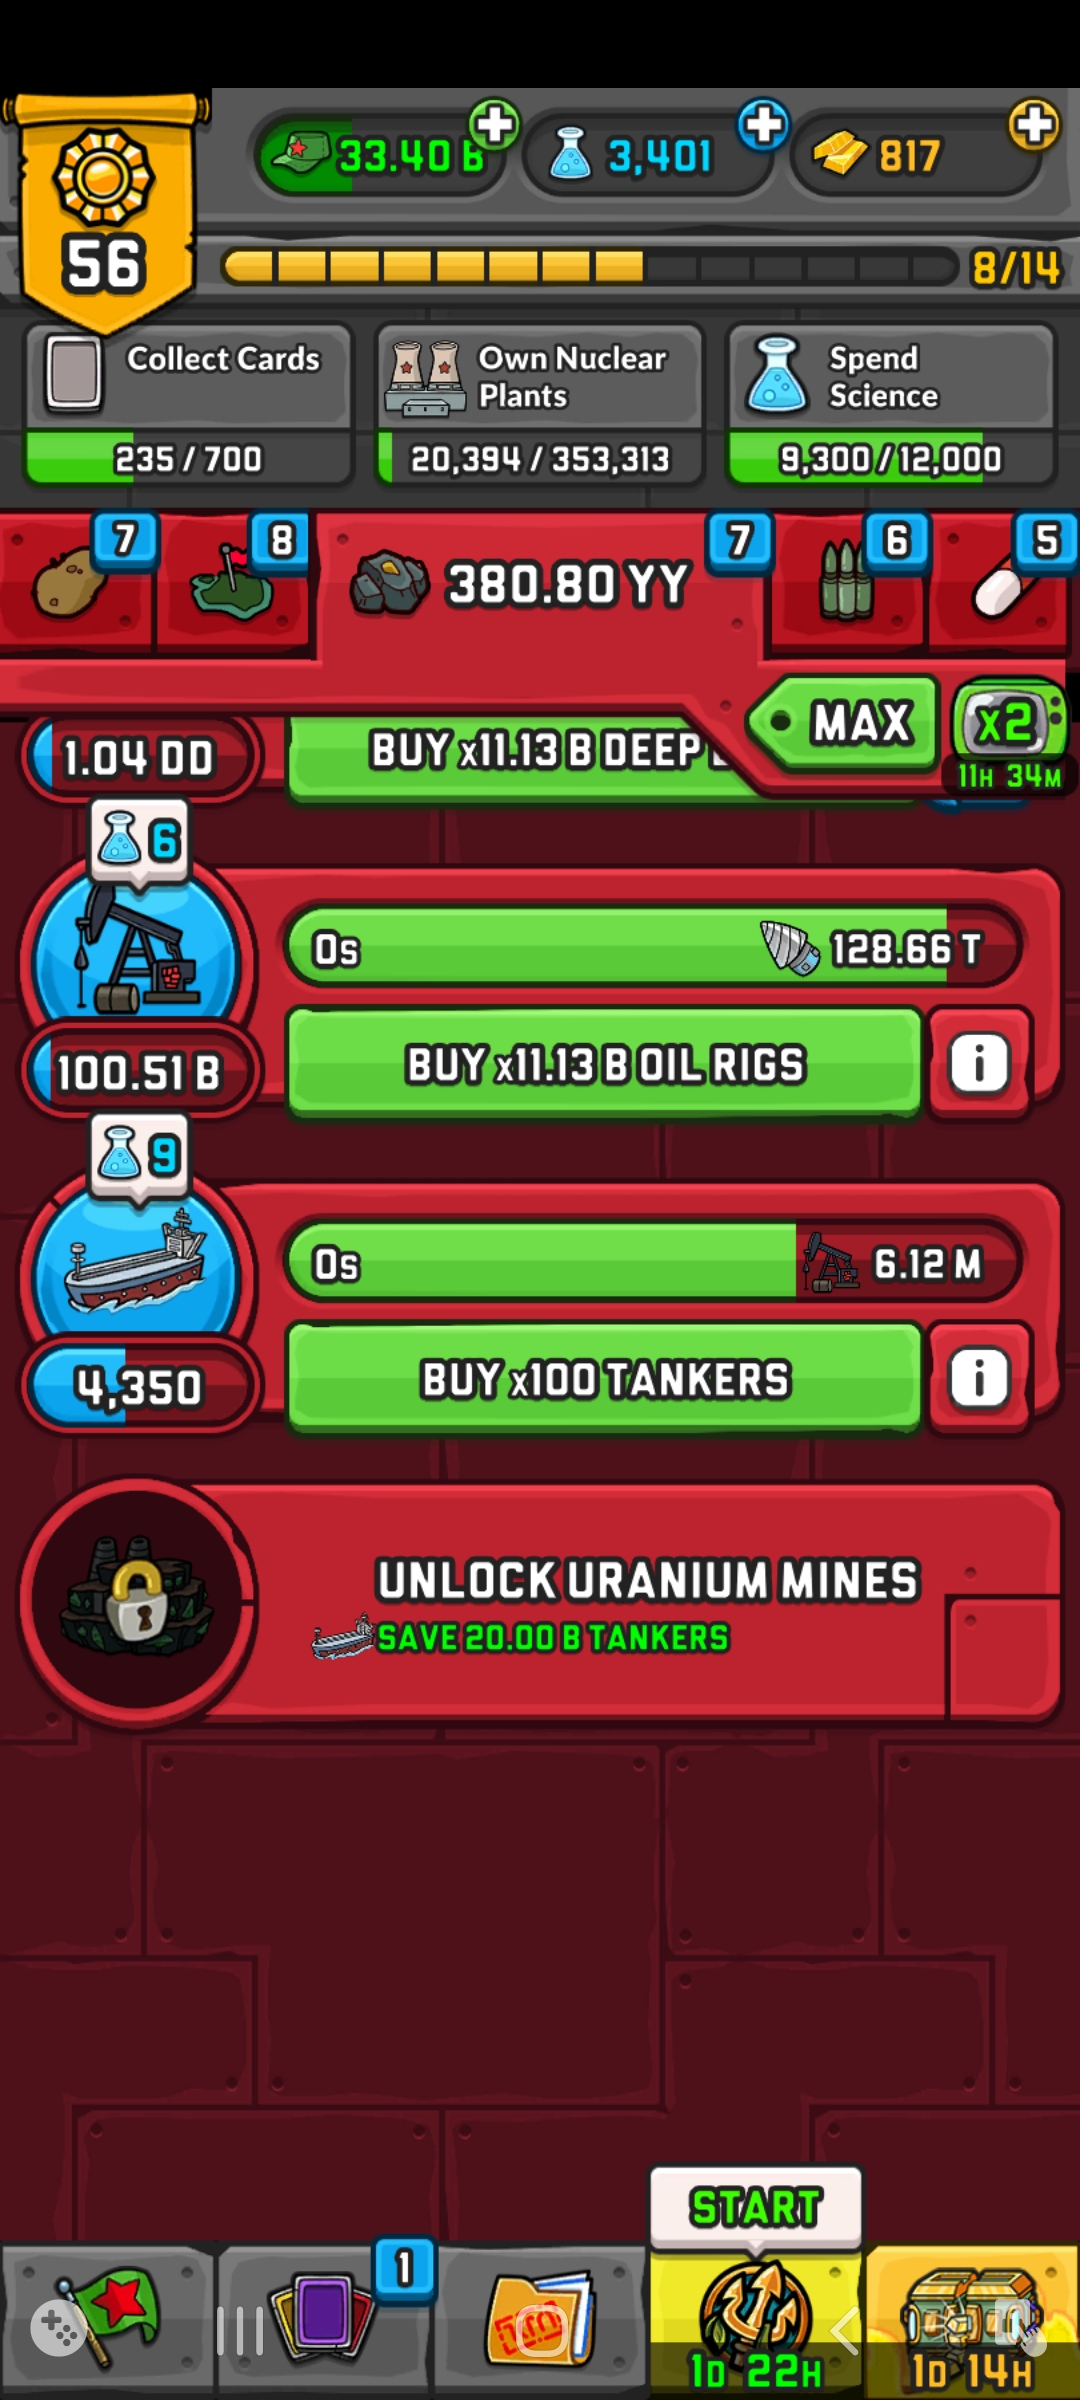 33.40 B
3,401
817
56
8/14
Collect Cards
235 / 700
Own Nuclear
Plants
20,394 / 353,313
Spend
Science
9,300 / 12,000
7
8
380.80 YY
7
6
5
MAX
x2
11H 34M
1.04 DD
BUY x11.13 B DEEP
6
0s
128.66 T
100.51 B
BUY x11.13 B OIL RIGS
i
9
0s
6.12 M
4,350
BUY x100 TANKERS
i
UNLOCK URANIUM MINES
SAVE 20.00 B TANKERS
START
1
1D 22H
1D 14H